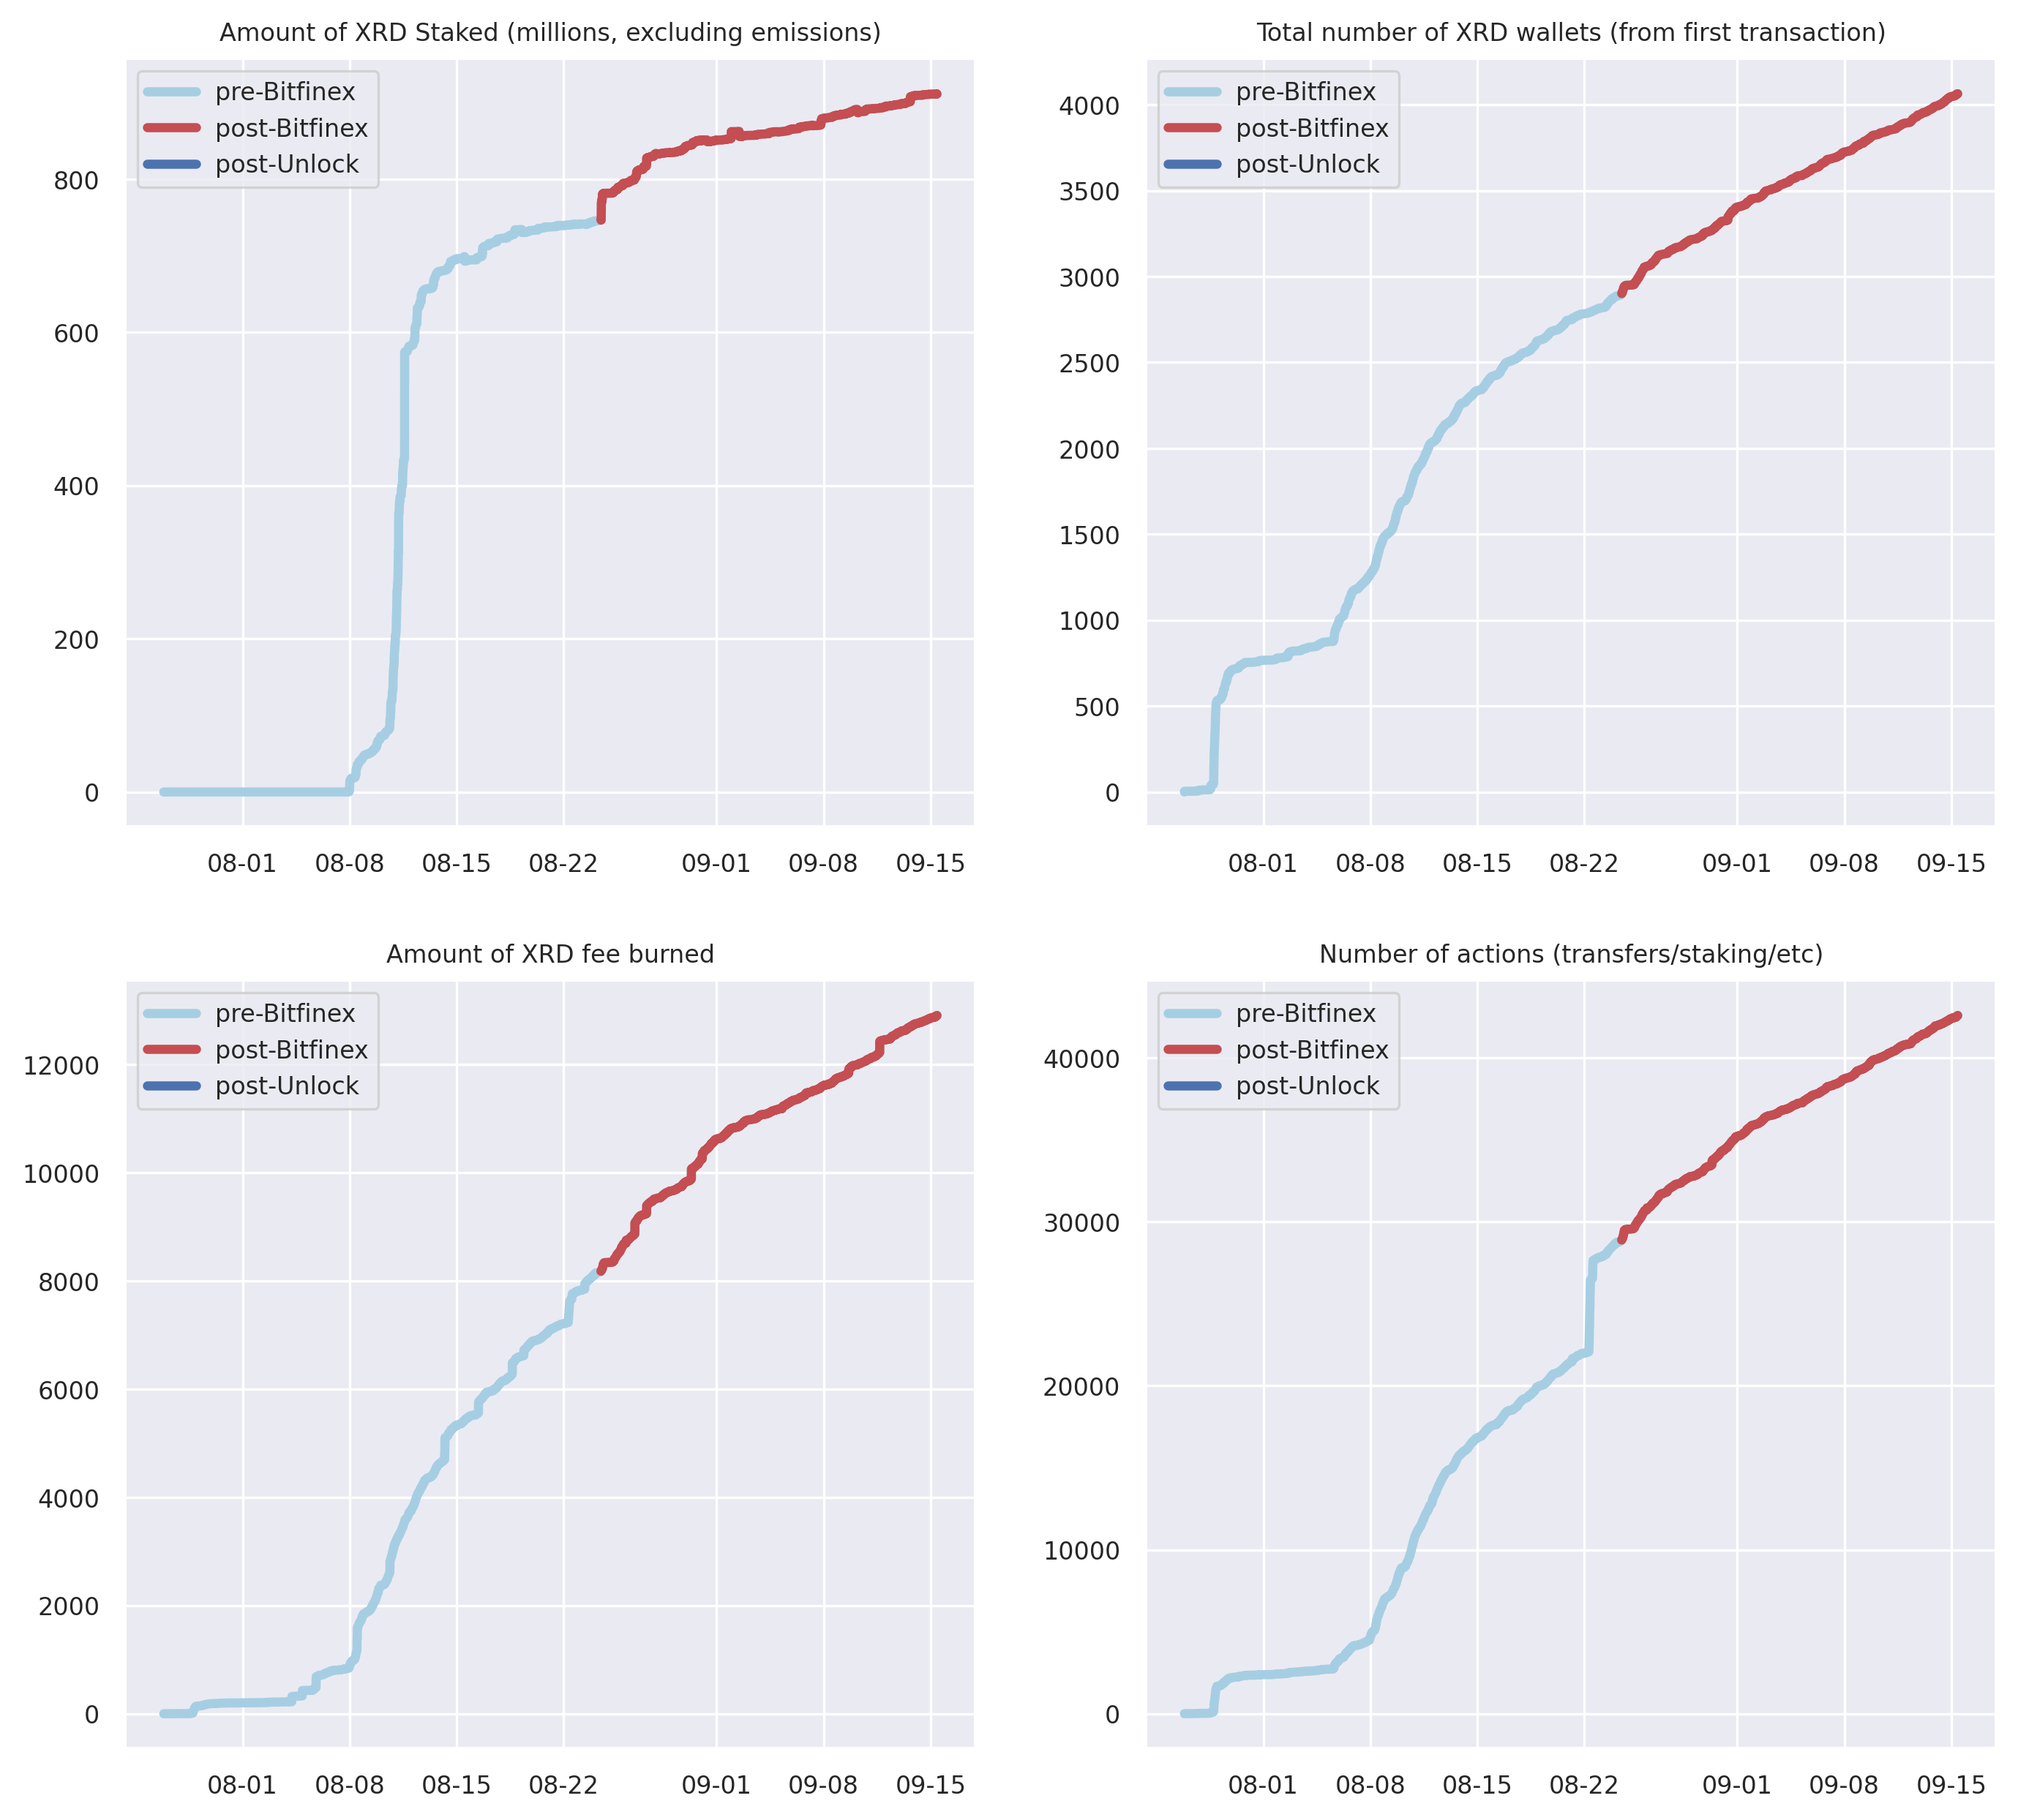 Amount of XRD Staked (millions, excluding emissions)
pre-Bitfinex
post-Bitfinex
post-Unlock
800
600
400
200
0
08-01 08-08 08-15 08-22 09-01 09-08 09-15
Total number of XRD wallets (from first transaction)
pre-Bitfinex
post-Bitfinex
post-Unlock
4000
3500
3000
2500
2000
1500
1000
500
0
08-01 08-08 08-15 08-22 09-01 09-08 09-15
Amount of XRD fee burned
pre-Bitfinex
post-Bitfinex
post-Unlock
12000
10000
8000
6000
4000
2000
0
08-01 08-08 08-15 08-22 09-01 09-08 09-15
Number of actions (transfers/staking/etc)
pre-Bitfinex
post-Bitfinex
post-Unlock
40000
30000
20000
10000
0
08-01 08-08 08-15 08-22 09-01 09-08 09-15